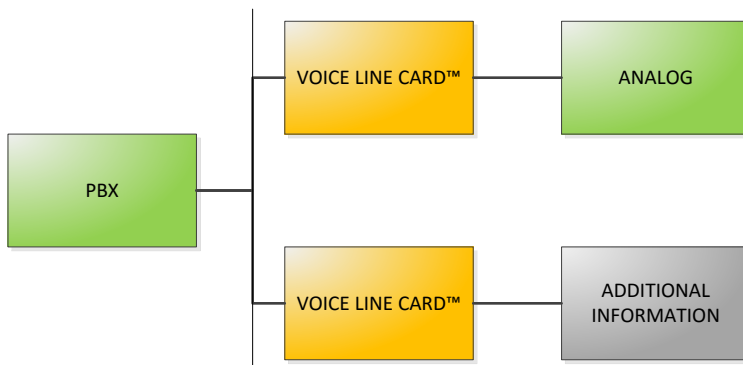 VOICE LINE CARD™
ANALOG
PBX
VOICE LINE CARD™
ADDITIONAL
INFORMATION